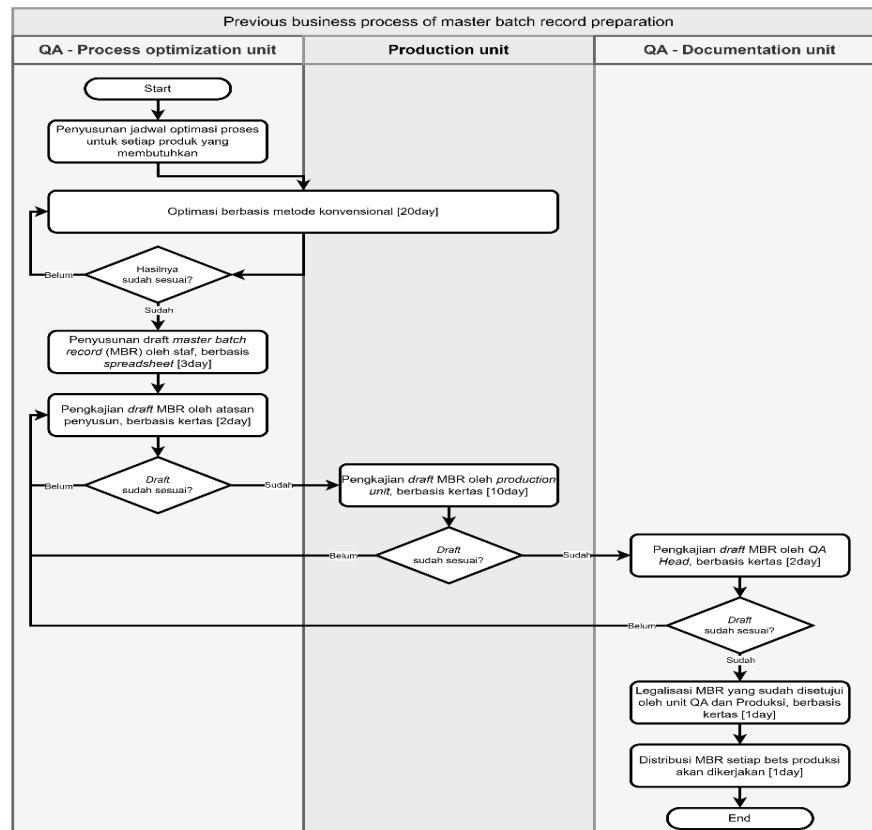 Previous business process of master batch record preparation
QA - Process optimization unit
Production unit
QA - Documentation unit
Start
Penyusunan jadwal optimasi proses
untuk setiap produk yang
membutuhkan
Optimasi berbasis metode konvensional [20day]
Hasilnya
sudah sesuai?
Belum
Sudah
Penyusunan draft master batch
record (MBR) oleh staf, berbasis
spreadsheet [3day]
Pengkajian draft MBR oleh atasan
penyusun, berbasis kertas [2day]
Draft
sudah sesuai?
Belum
Sudah
Pengkajian draft MBR oleh production
unit, berbasis kertas [10day]
Draft
sudah sesuai?
Belum
Sudah
Pengkajian draft MBR oleh QA
Head, berbasis kertas [2day]
Draft
sudah sesuai?
Belum
Sudah
Legalisasi MBR yang sudah disetujui
oleh unit QA dan Produksi, berbasis
kertas [1day]
Distribusi MBR setiap bets produksi
akan dikerjakan [1day]
End